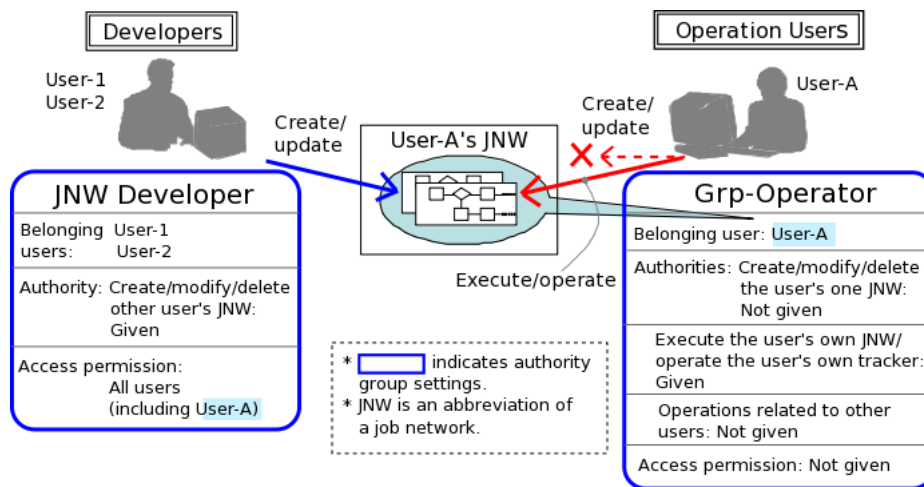 Developers
User-1
User-2
Create/
update
User-A's JNW
Operation Users
User-A
Create/
update
Execute/operate
JNW Developer
Belonging User-1
users: User-2
Authority: Create/modify/delete
other user's JNW:
Given
Access permission:
All users
(including User-A)
* indicates authority
group settings.
* JNW is an abbreviation of
a job network.
Grp-Operator
Belonging user: User-A
Authorities: Create/modify/delete
the user's one JNW:
Not given
Execute the user's own JNW/
operate the user's own tracker:
Given
Operations related to other
users: Not given
Access permission: Not given